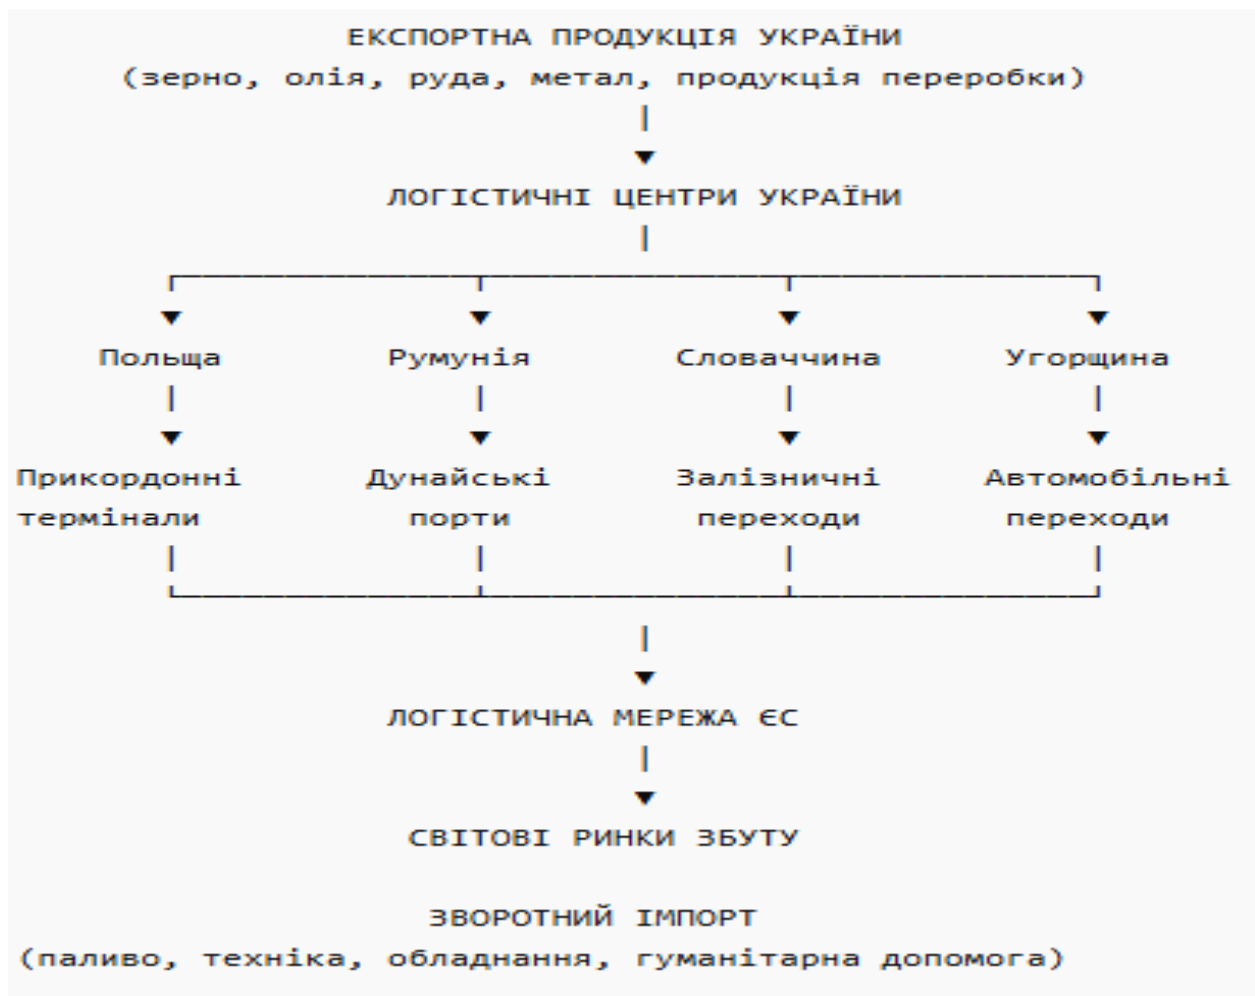 ЕКСПОРТНА ПРОДУКЦІЯ УКРАЇНИ
(зерно, олія, руда, метал, продукція переробки)
ЛОГІСТИЧНІ ЦЕНТРИ УКРАЇНИ
Польща Румунія Словаччина Угорщина
Прикордонні Дунайські Залізничні Автомобільні
термінали порти переходи переходи
ЛОГІСТИЧНА МЕРЕЖА ЄС
СВІТОВІ РИНКИ ЗБУТУ
ЗВОРОТНИЙ ІМПОРТ
(паливо, техніка, обладнання, гуманітарна допомога)